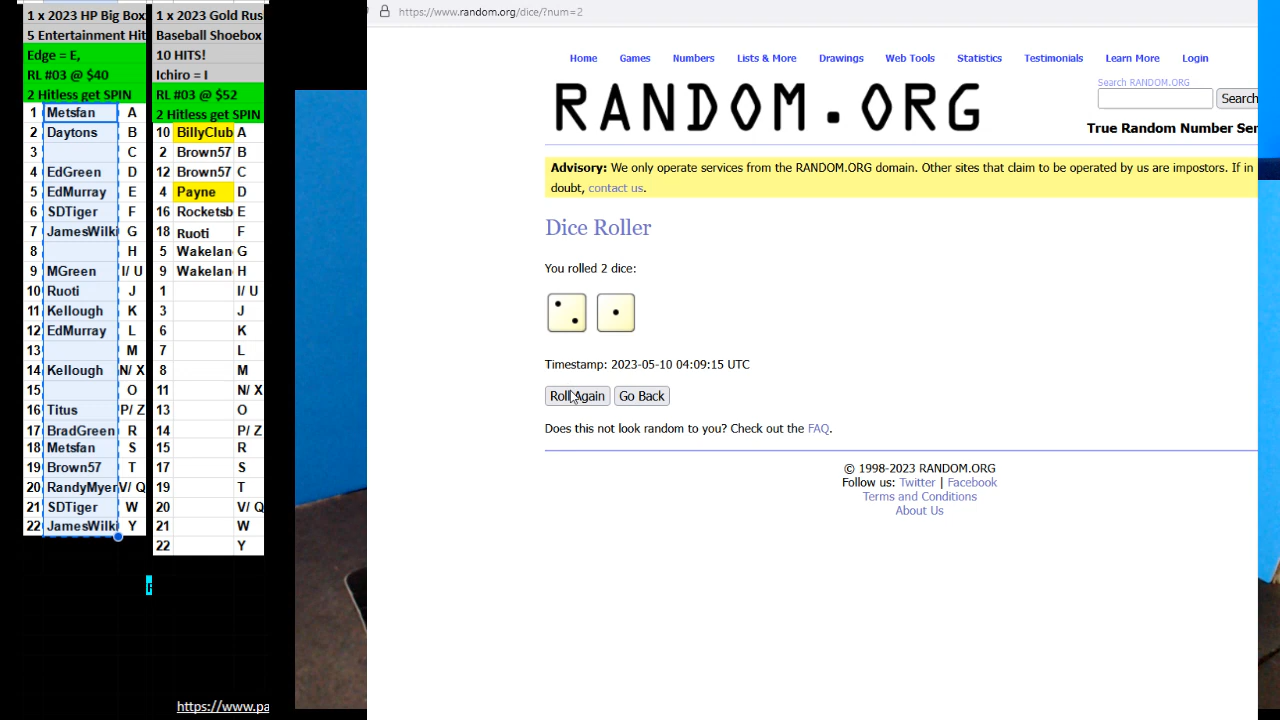 1 x 2023 HP Big Box
5 Entertainment Hit
Edge = E,
RL #03 @ $40
2 Hitless get SPIN
1 Metsfan A
2 Daytons B
3 C
4 EdGreen D
5 EdMurray E
6 SDTiger F
7 JamesWilki G
8 H
9 MGreen I/ U
10 Ruoti J
11 Kellough K
12 EdMurray L
13 M
14 Kellough N/ X
15 O
16 Titus P/ Z
17 BradGreen R
18 Metsfan S
19 Brown57 T
20 RandyMyer V/ Q
21 SDTiger W
22 JamesWilki Y
1 x 2023 Gold Rus
Baseball Shoebox
10 HITS!
Ichiro = I
RL #03 @ $52
2 Hitless get SPIN
10 BillyClub A
2 Brown57 B
12 Brown57 C
4 Payne D
16 Rocketsb E
18 Ruoti F
5 Wakelan G
9 Wakelan H
1 I/ U
3 J
6 K
7 L
8 M
11 N/ X
13 O
14 P/ Z
15 R
17 S
19 T
20 V/ Q
21 W
22 Y
https://www.pa
https://www.random.org/dice/?num=2
Home Games Numbers Lists & More Drawings Web Tools Statistics Testimonials Learn More Login
RANDOM.ORG
Search RANDOM.ORG
Search
True Random Number Ser
Advisory: We only operate services from the RANDOM.ORG domain. Other sites that claim to be operated by us are impostors. If in
doubt, contact us.
Dice Roller
You rolled 2 dice:
Timestamp: 2023-05-10 04:09:15 UTC
Roll Again Go Back
Does this not look random to you? Check out the FAQ.
© 1998-2023 RANDOM.ORG
Follow us: Twitter | Facebook
Terms and Conditions
About Us